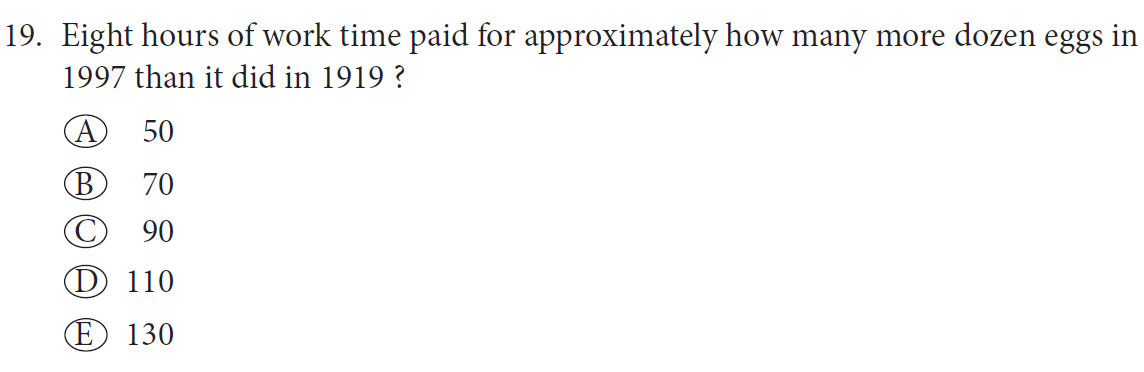 19. Eight hours of work time paid for approximately how many more dozen eggs in
1997 than it did in 1919 ?
A 50
B 70
C 90
D 110
E 130